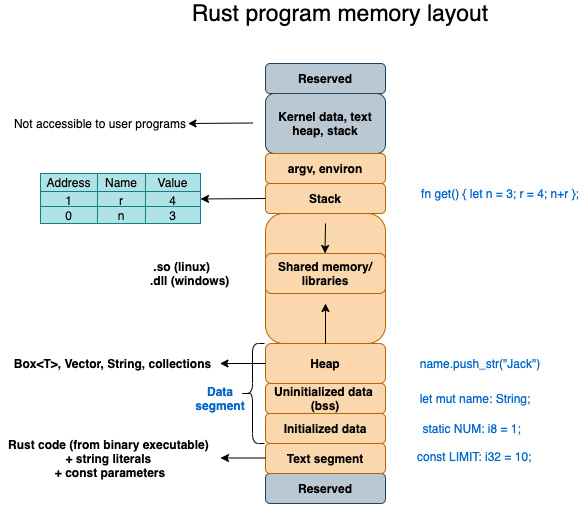 Rust program memory layout
Reserved
Kernel data, text
heap, stack
Not accessible to user programs
argv, environ
Address Name Value
1 r 4
0 n 3
Stack
fn get() { let n = 3; r = 4; n+r };
.so (linux)
.dll (windows)
Shared memory/
libraries
Box<T>, Vector, String, collections
Heap
name.push_str("Jack")
Data
segment
Uninitialized data
(bss)
let mut name: String;
Initialized data
static NUM: i8 = 1;
Rust code (from binary executable)
+ string literals
+ const parameters
Text segment
const LIMIT: i32 = 10;
Reserved